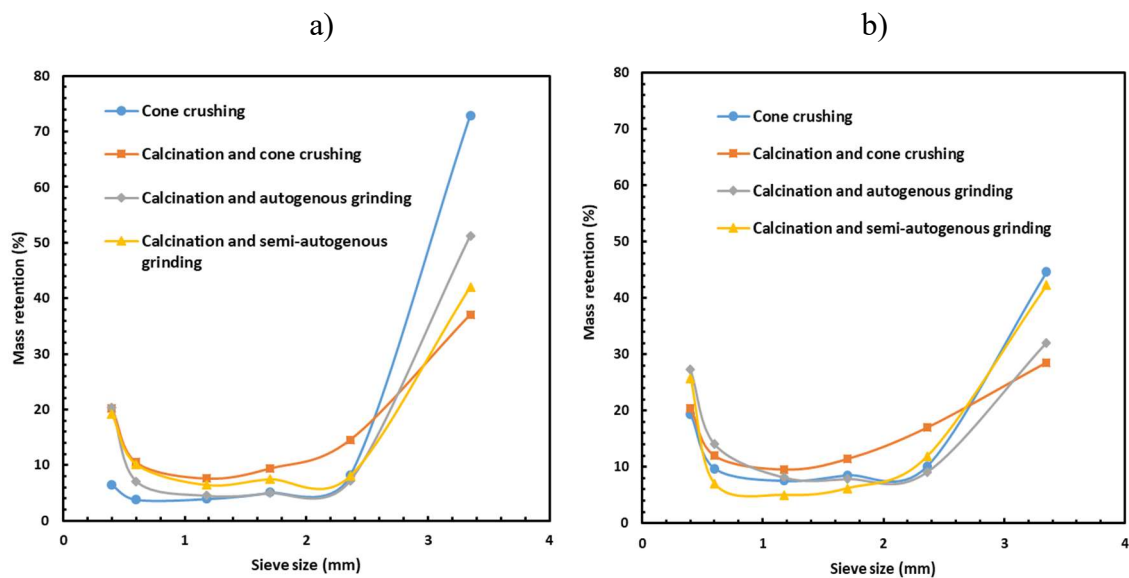 a)
b)
80
70
60
50
40
30
20
10
0
Mass retention (%)
Cone crushing
Calcination and cone crushing
Calcination and autogenous grinding
Calcination and semi-autogenous
grinding
0
1
2
3
4
Sieve size (mm)
80
70
60
50
40
30
20
10
0
Mass retention (%)
Cone crushing
Calcination and cone crushing
Calcination and autogenous grinding
Calcination and semi-autogenous grinding
0
1
2
3
4
Sieve size (mm)